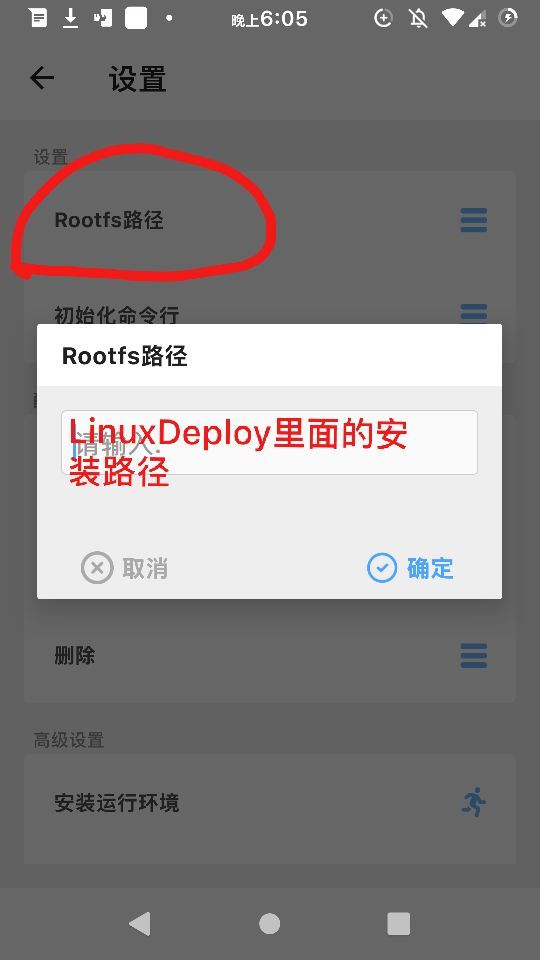 晚上6:05
设置
设置
Rootfs路径
初始化命令行
Rootfs路径
请输入.
LinuxDeploy里面的安
装路径
取消
确定
删除
高级设置
安装运行环境